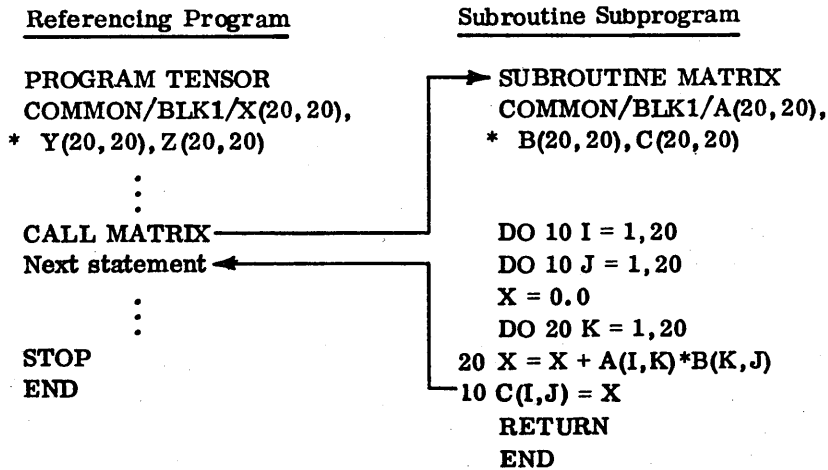 Referencing Program
PROGRAM TENSOR
COMMON/BLK1/X(20,20),
* Y(20,20),Z(20,20)
CALL MATRIX
Next statement
STOP
END
Subroutine Subprogram
SUBROUTINE MATRIX
COMMON/BLK1/A(20,20),
* B(20,20),C(20,20)
DO 10 I = 1,20
DO 10 J = 1,20
X = 0.0
DO 20 K = 1,20
20 X = X + A(I,K)*B(K,J)
10 C(I,J) = X
RETURN
END